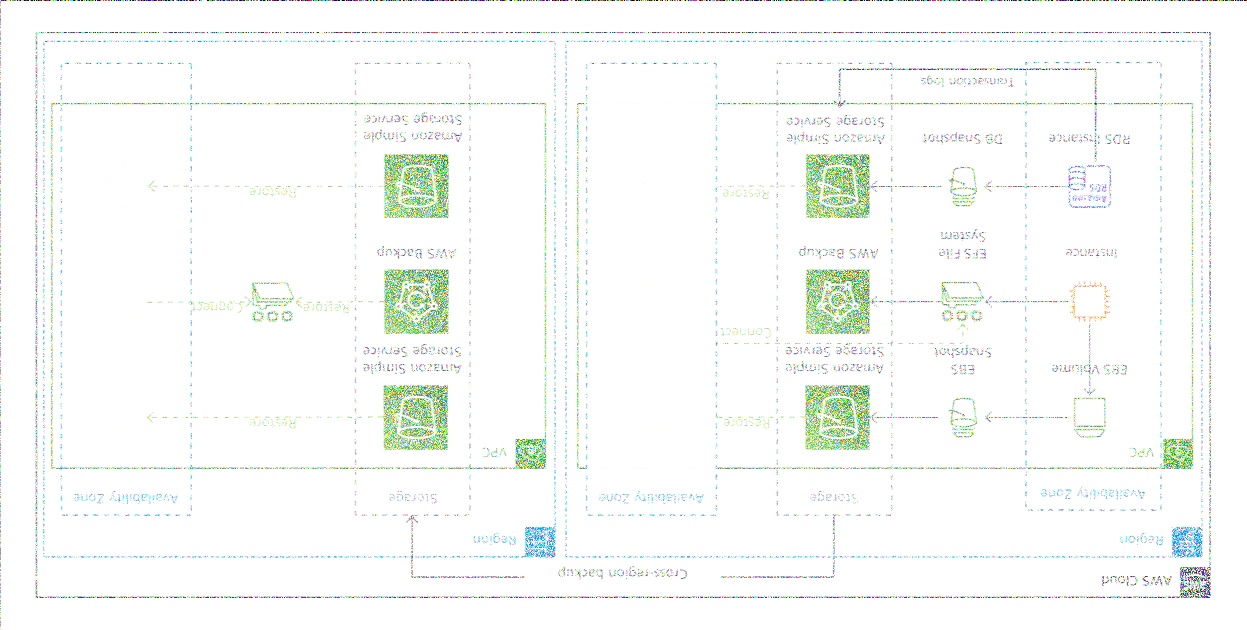 AWS Cloud
Cross-region backup
Region
Region
Availability Zone
Storage
Availability Zone
Storage
Availability Zone
VPC
VPC
EBS Volume
EBS
Snapshot
Amazon Simple
Storage Service
Restore
Amazon Simple
Storage Service
Restore
Instance
EFS File
System
AWS Backup
Connect
AWS Backup
Restore
Connect
Amazon
RDS
RDS Instance
DB Snapshot
Amazon Simple
Storage Service
Restore
Amazon Simple
Storage Service
Restore
Transaction logs